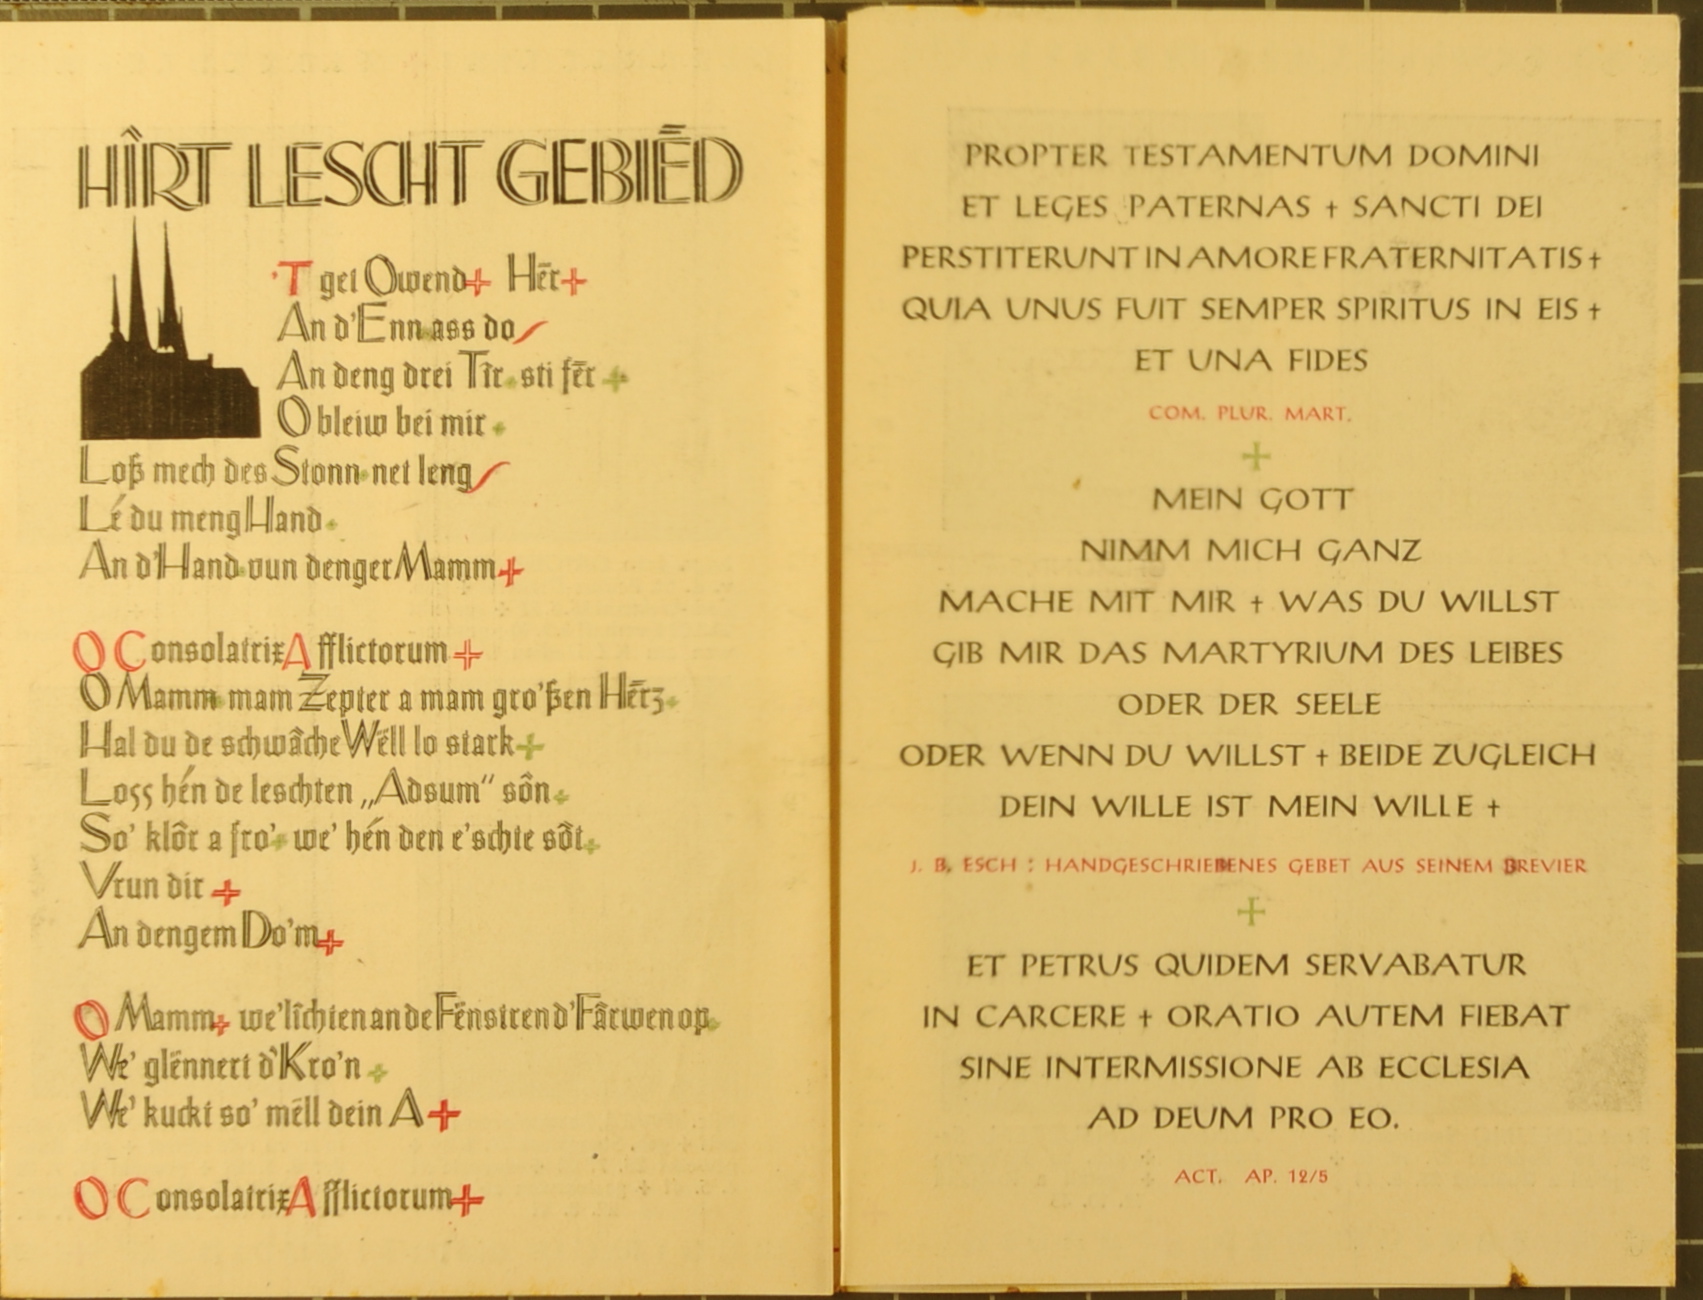 HÎRT LESCHT GEBIÉD
'T get Owend + Hēr +
An d'Enn ass do /
An deng drei Tîr sti fēr +
O bleiw bei mir +
Loß mech des Stonn net leng /
Lé du meng Hand +
An d'Hand vun denger Mamm +
O Consolatrix Afflictorum +
O Mamm mam Zepter a mam gro'ßen Hērz +
Hal du de schwâche Wëll lo stark +
Loss hén de leschten „Adsum“ sôn +
So' klôr a fro' + we' hén den e'schte sôt +
Vrun dir +
An dengem Do'm +
O Mamm + we' lîchten an de Fënstren d'Fârwen op +
We' glënnert d'Kro'n +
We' kuckt so' mëll dein A +
O Consolatrix Afflictorum +
PROPTER TESTAMENTUM DOMINI
ET LEGES PATERNAS † SANCTI DEI
PERSTITERUNT IN AMORE FRATERNITATIS †
QUIA UNUS FUIT SEMPER SPIRITUS IN EIS †
ET UNA FIDES
COM. PLUR. MART.
+
MEIN GOTT
NIMM MICH GANZ
MACHE MIT MIR † WAS DU WILLST
GIB MIR DAS MARTYRIUM DES LEIBES
ODER DER SEELE
ODER WENN DU WILLST † BEIDE ZUGLEICH
DEIN WILLE IST MEIN WILLE †
J. B. ESCH : HANDGESCHRIEBENES GEBET AUS SEINEM BREVIER
+
ET PETRUS QUIDEM SERVABATUR
IN CARCERE † ORATIO AUTEM FIEBAT
SINE INTERMISSIONE AB ECCLESIA
AD DEUM PRO EO.
ACT. AP. 12/5